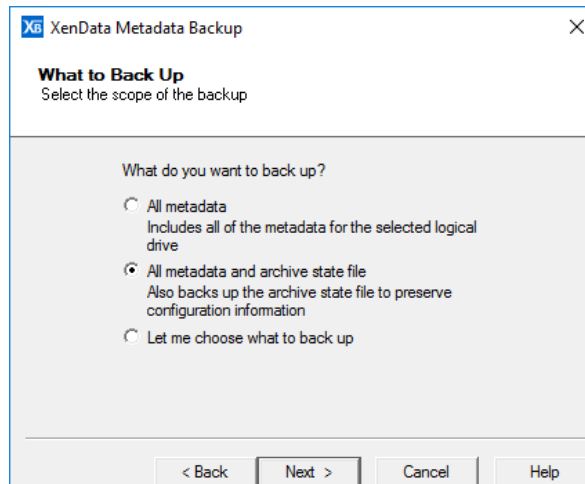 XB XenData Metadata Backup
What to Back Up
Select the scope of the backup
What do you want to back up?
All metadata
Includes all of the metadata for the selected logical
drive
All metadata and archive state file
Also backs up the archive state file to preserve
configuration information
Let me choose what to back up
< Back Next > Cancel Help